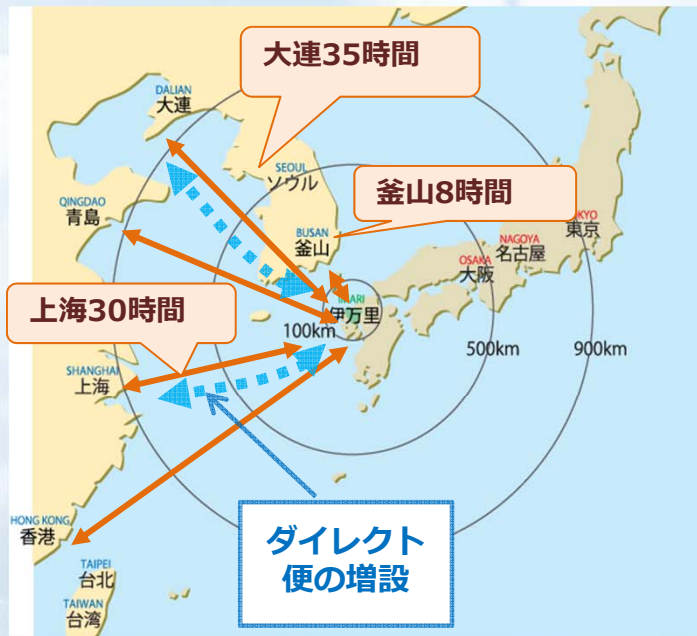 大連35時間
DALIAN
大連
SEOUL
ソウル
釜山8時間
QINGDAO
青島
BUSAN
釜山
KYO
東京
NAGOYA
名古屋
OSAKA
大阪
上海30時間
IMARI
伊万里
100km
500km
900km
SHANGHAI
上海
HONG KONG
香港
ダイレクト
便の増設
TAIPEI
台北
TAIWAN
台湾